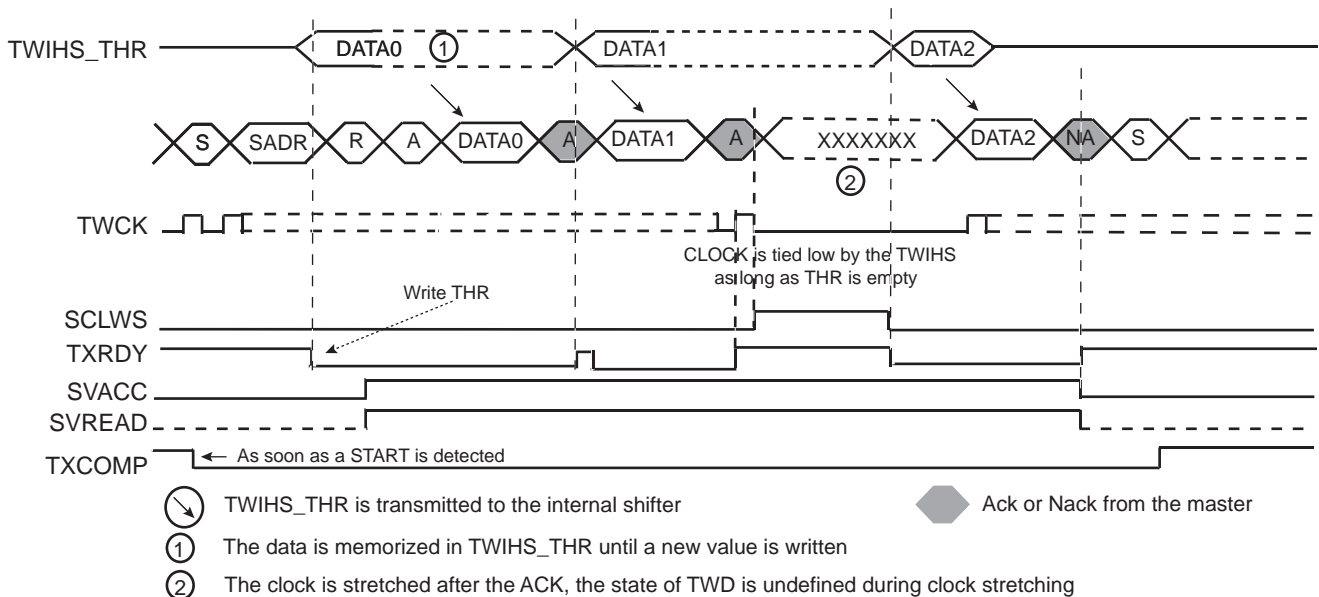 TWIHS_THR DATA0 1 DATA1 DATA2
S SADR R A DATA0 A DATA1 A XXXXXXX DATA2 NA S
2
TWCK
CLOCK is tied low by the TWIHS
as long as THR is empty
Write THR
SCLWS
TXRDY
SVACC
SVREAD
TXCOMP As soon as a START is detected
TWIHS_THR is transmitted to the internal shifter Ack or Nack from the master
1 The data is memorized in TWIHS_THR until a new value is written
2 The clock is stretched after the ACK, the state of TWD is undefined during clock stretching